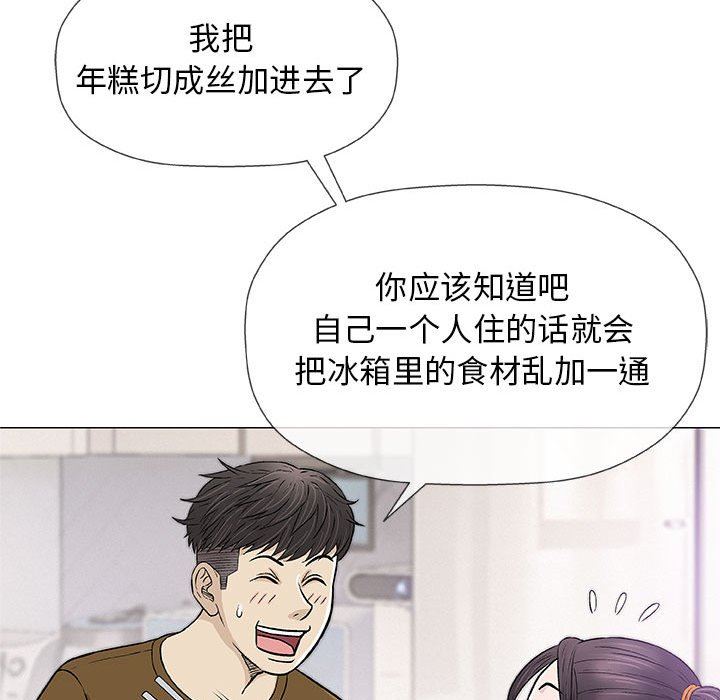 我把
年糕切成丝加进去了
你应该知道吧
自己一个人住的话就会
把冰箱里的食材乱加一通